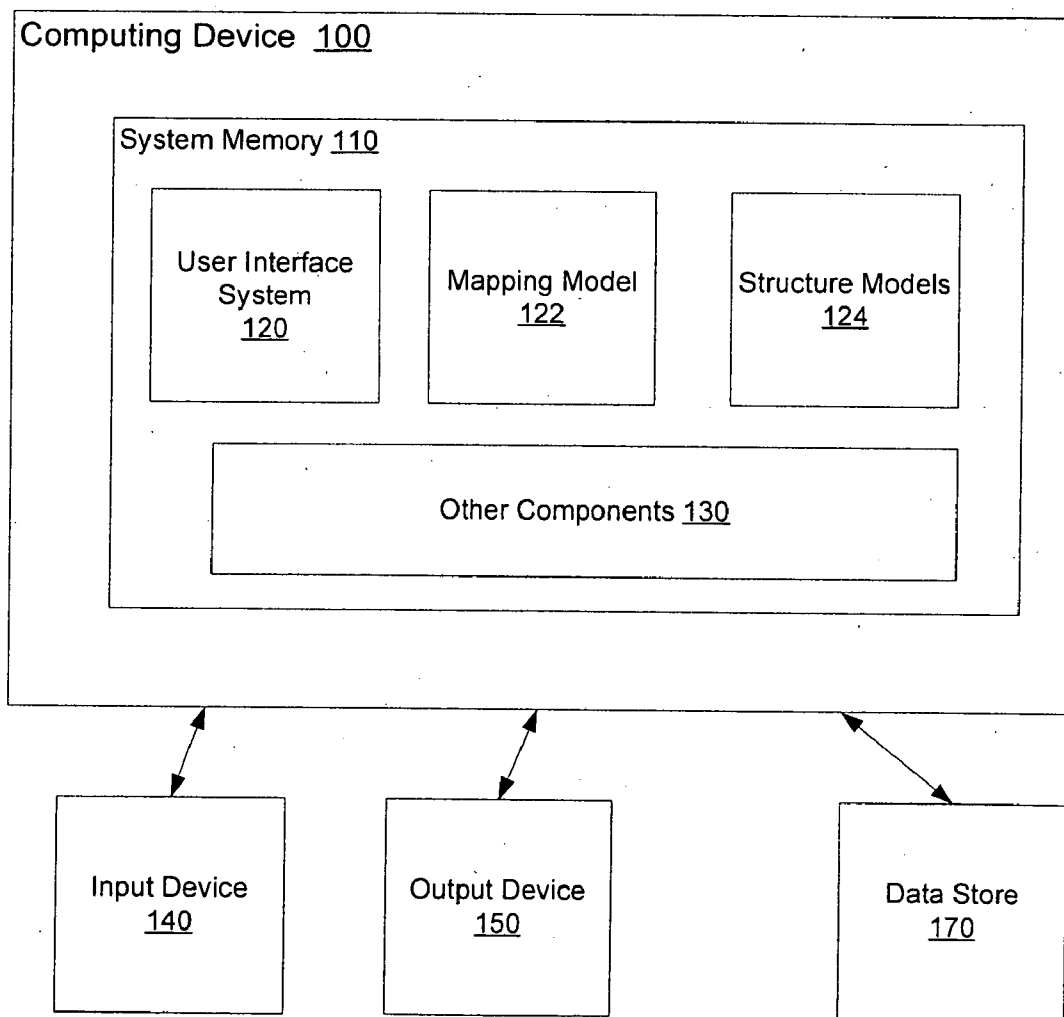 Computing Device 100
System Memory 110
User Interface
System
120
Mapping Model
122
Structure Models
124
Other Components 130
Input Device
140
Output Device
150
Data Store
170